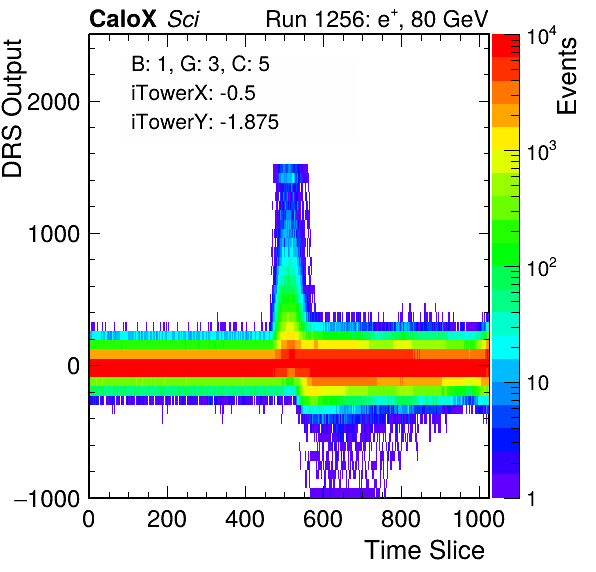 CaloX Sci Run 1256: e⁺, 80 GeV
B: 1, G: 3, C: 5
iTowerX: -0.5
iTowerY: -1.875
DRS Output
2000
1000
0
−1000
0 200 400 600 800 1000
Time Slice
Events
10⁴
10³
10²
10
1